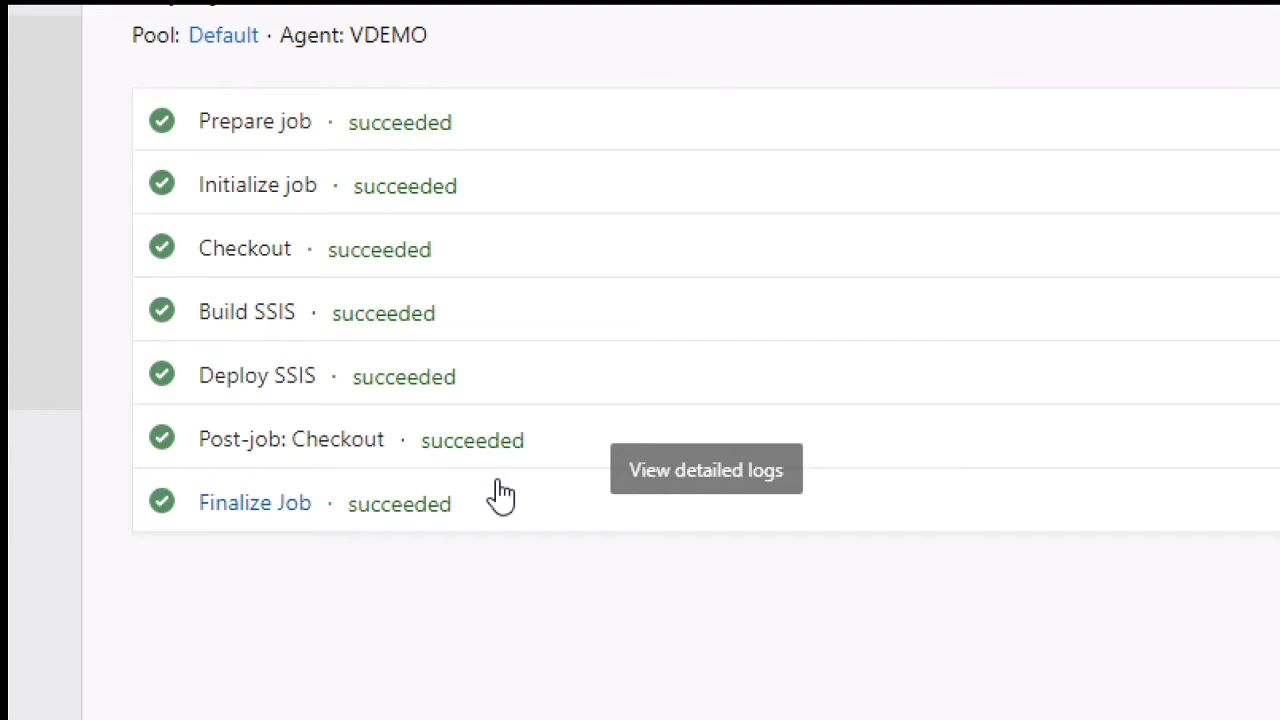 Pool: Default · Agent: VDEMO
Prepare job · succeeded
Initialize job · succeeded
Checkout · succeeded
Build SSIS · succeeded
Deploy SSIS · succeeded
Post-job: Checkout · succeeded
View detailed logs
Finalize Job · succeeded